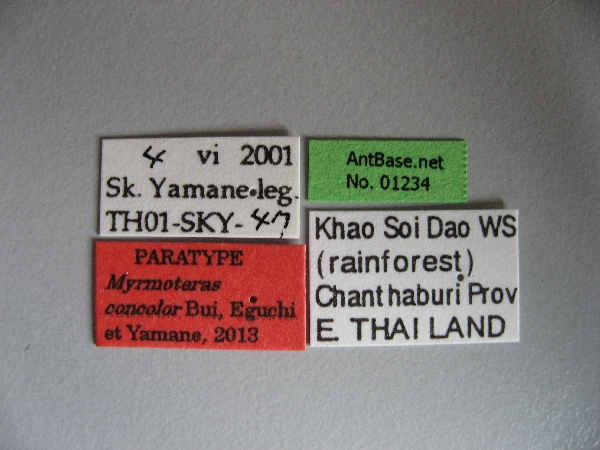 4 vi 2001
Sk. Yamane leg.
TH01-SKY-47
AntBase.net
No. 01234
PARATYPE
Myrmoteras
concolor Bui, Eguchi
et Yamane, 2013
Khao Soi Dao WS
(rainforest)
Chanthaburi Prov
E. THAILAND